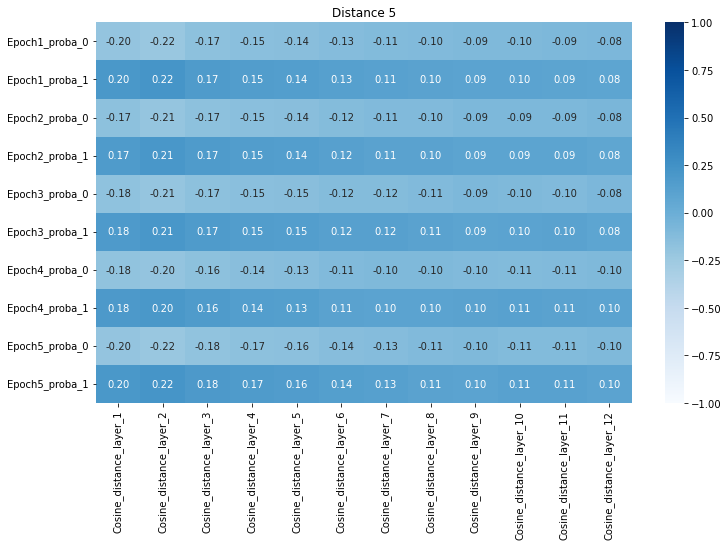 Distance 5
Epoch1_proba_0 -0.20 -0.22 -0.17 -0.15 -0.14 -0.13 -0.11 -0.10 -0.09 -0.10 -0.09 -0.08
Epoch1_proba_1 0.20 0.22 0.17 0.15 0.14 0.13 0.11 0.10 0.09 0.10 0.09 0.08
Epoch2_proba_0 -0.17 -0.21 -0.17 -0.15 -0.14 -0.12 -0.11 -0.10 -0.09 -0.09 -0.09 -0.08
Epoch2_proba_1 0.17 0.21 0.17 0.15 0.14 0.12 0.11 0.10 0.09 0.09 0.09 0.08
Epoch3_proba_0 -0.18 -0.21 -0.17 -0.15 -0.15 -0.12 -0.12 -0.11 -0.09 -0.10 -0.10 -0.08
Epoch3_proba_1 0.18 0.21 0.17 0.15 0.15 0.12 0.12 0.11 0.09 0.10 0.10 0.08
Epoch4_proba_0 -0.18 -0.20 -0.16 -0.14 -0.13 -0.11 -0.10 -0.10 -0.10 -0.11 -0.11 -0.10
Epoch4_proba_1 0.18 0.20 0.16 0.14 0.13 0.11 0.10 0.10 0.10 0.11 0.11 0.10
Epoch5_proba_0 -0.20 -0.22 -0.18 -0.17 -0.16 -0.14 -0.13 -0.11 -0.10 -0.11 -0.11 -0.10
Epoch5_proba_1 0.20 0.22 0.18 0.17 0.16 0.14 0.13 0.11 0.10 0.11 0.11 0.10
Cosine_distance_layer_1
Cosine_distance_layer_2
Cosine_distance_layer_3
Cosine_distance_layer_4
Cosine_distance_layer_5
Cosine_distance_layer_6
Cosine_distance_layer_7
Cosine_distance_layer_8
Cosine_distance_layer_9
Cosine_distance_layer_10
Cosine_distance_layer_11
Cosine_distance_layer_12
1.00
0.75
0.50
0.25
0.00
−0.25
−0.50
−0.75
−1.00